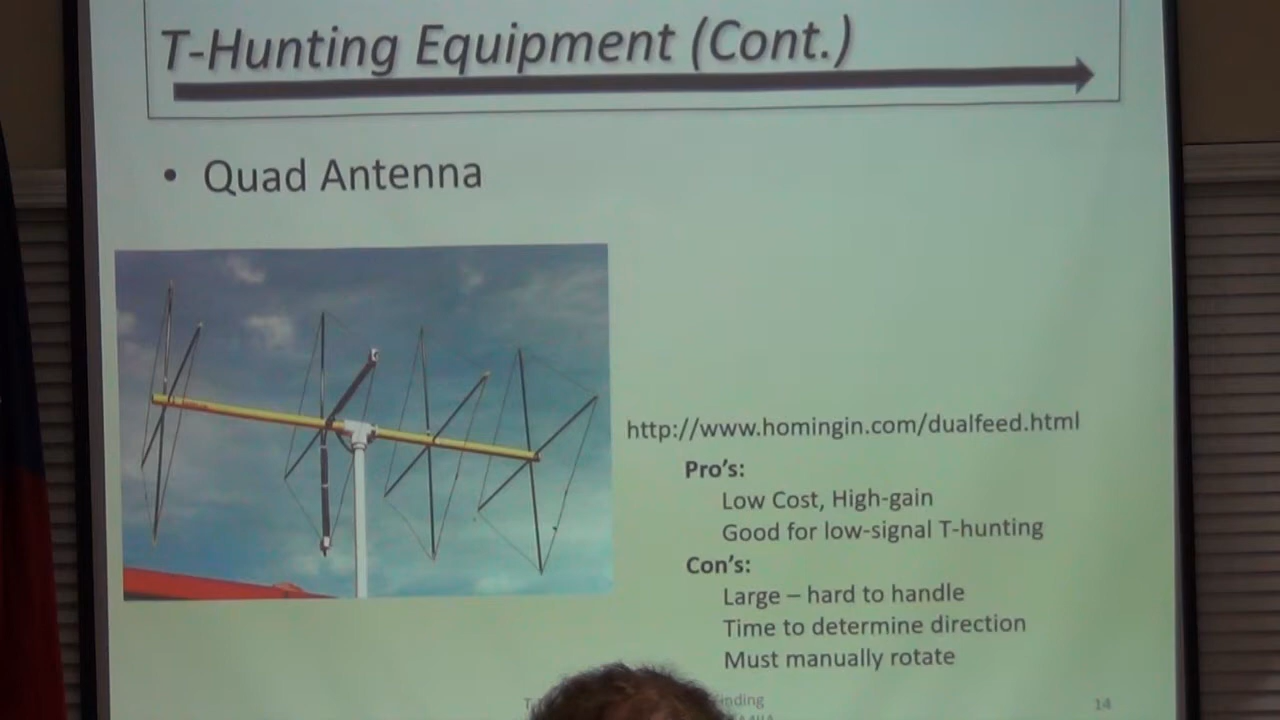 T-Hunting Equipment (Cont.)
• Quad Antenna
http://www.homingin.com/dualfeed.html
Pro's:
Low Cost, High-gain
Good for low-signal T-hunting
Con's:
Large – hard to handle
Time to determine direction
Must manually rotate
14